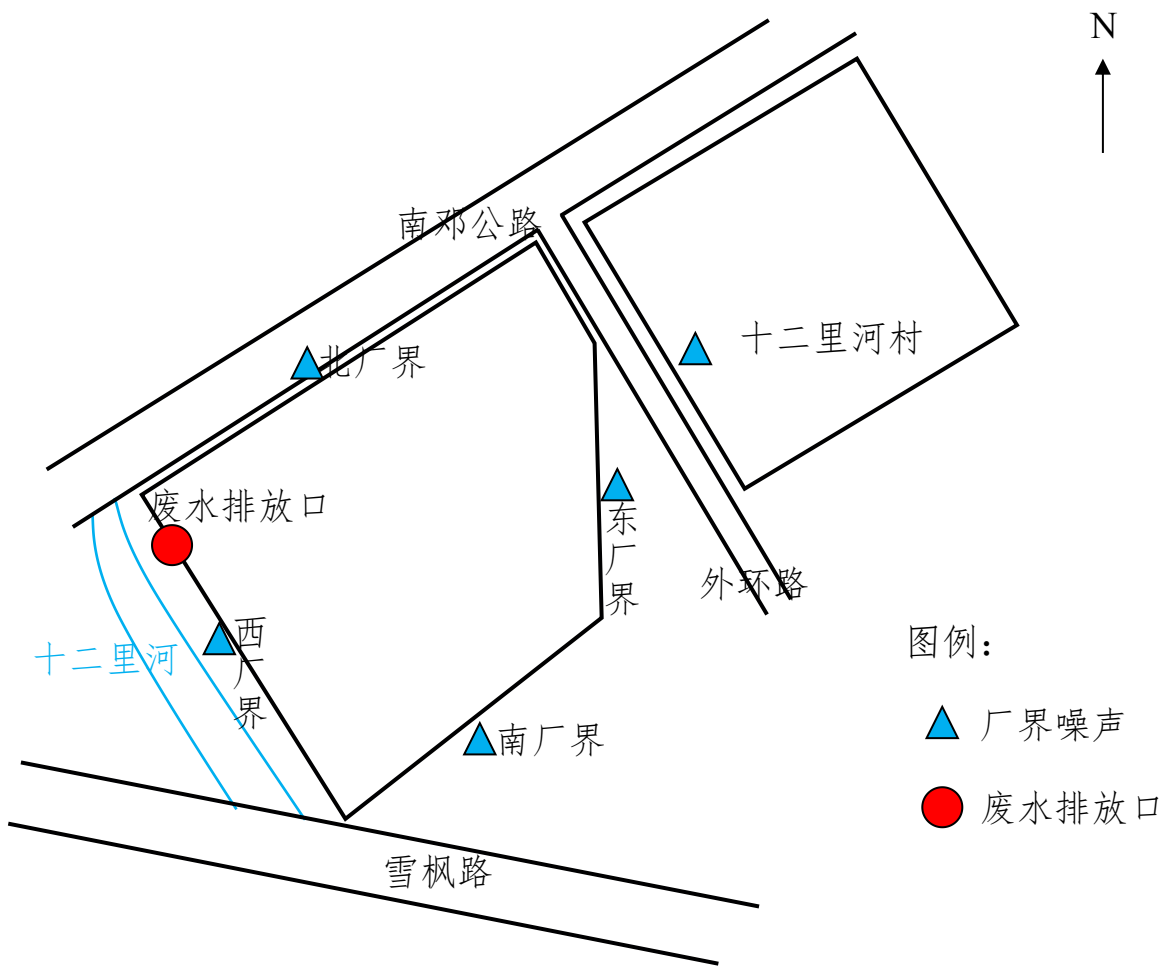 N
南邓公路
十二里河村
北厂界
废水排放口
东厂界
外环路
西厂界
十二里河
图例：
南厂界
厂界噪声
废水排放口
雪枫路